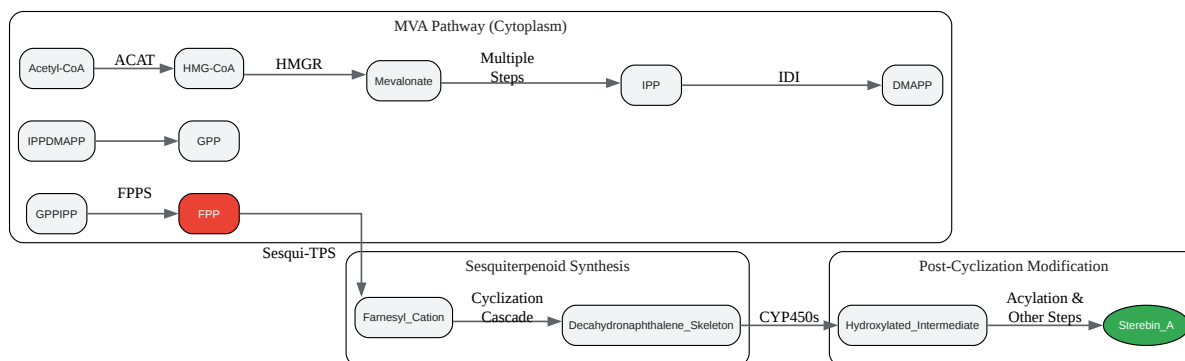 MVA Pathway (Cytoplasm)
Acetyl-CoA
ACAT
HMG-CoA
HMGR
Mevalonate
Multiple
Steps
IPP
IDI
DMAPP
IPPDMAPP
GPP
GPPIPP
FPPS
FPP
Sesqui-TPS
Sesquiterpenoid Synthesis
Farnesyl_Cation
Cyclization
Cascade
Decahydronaphthalene_Skeleton
CYP450s
Post-Cyclization Modification
Hydroxylated_Intermediate
Acylation &
Other Steps
Sterebin_A